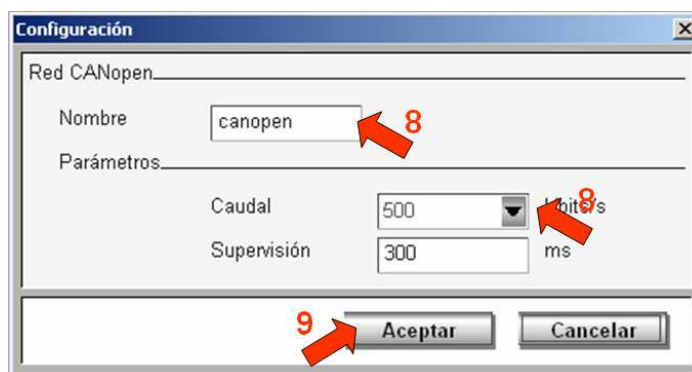 Configuración
Red CANopen
Nombre canopen 8
Parámetros
Caudal 500 8
Supervisión 300 ms
9 Aceptar Cancelar